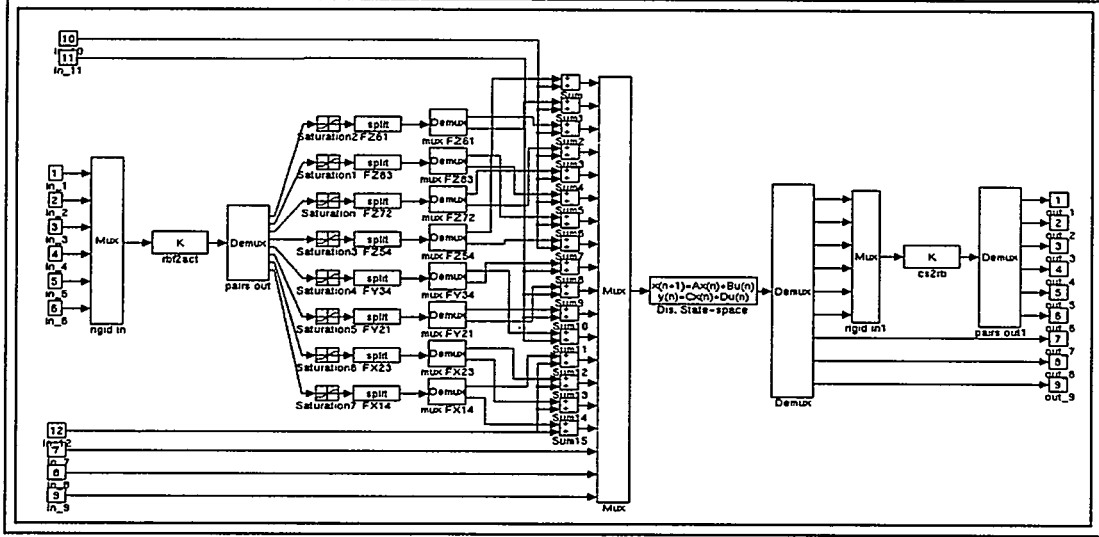 10
11
In_11
1
In_1
2
In_2
3
In_3
4
In_4
5
In_5
6
In_6
Mux
rigid in
K
rbf2act
Demux
pairs out
Saturation2
split
FZ61
Demux
mux FZ61
Saturation1
split
FZ83
Demux
mux FZ83
Saturation
split
FZ72
Demux
mux FZ72
Saturation3
split
FZ54
Demux
mux FZ54
Saturation4
split
FY34
Demux
mux FY34
Saturation5
split
FY21
Demux
mux FY21
Saturation6
split
FX23
Demux
mux FX23
Saturation7
split
FX14
Demux
mux FX14
Sum
Sum1
Sum2
Sum3
Sum4
Sum5
Sum6
Sum7
Sum8
Sum9
Sum10
Sum11
Sum12
Sum13
Sum14
Sum15
12
In_12
7
In_7
8
In_8
9
In_9
Mux
Mux
x(n+1)=Ax(n)+Bu(n)
y(n)=Cx(n)+Du(n)
Dis. State-space
Demux
Demux
Mux
rigid in1
K
cs2rb
Demux
pairs out1
1
out_1
2
out_2
3
out_3
4
out_4
5
out_5
6
out_6
7
out_7
8
out_8
9
out_9